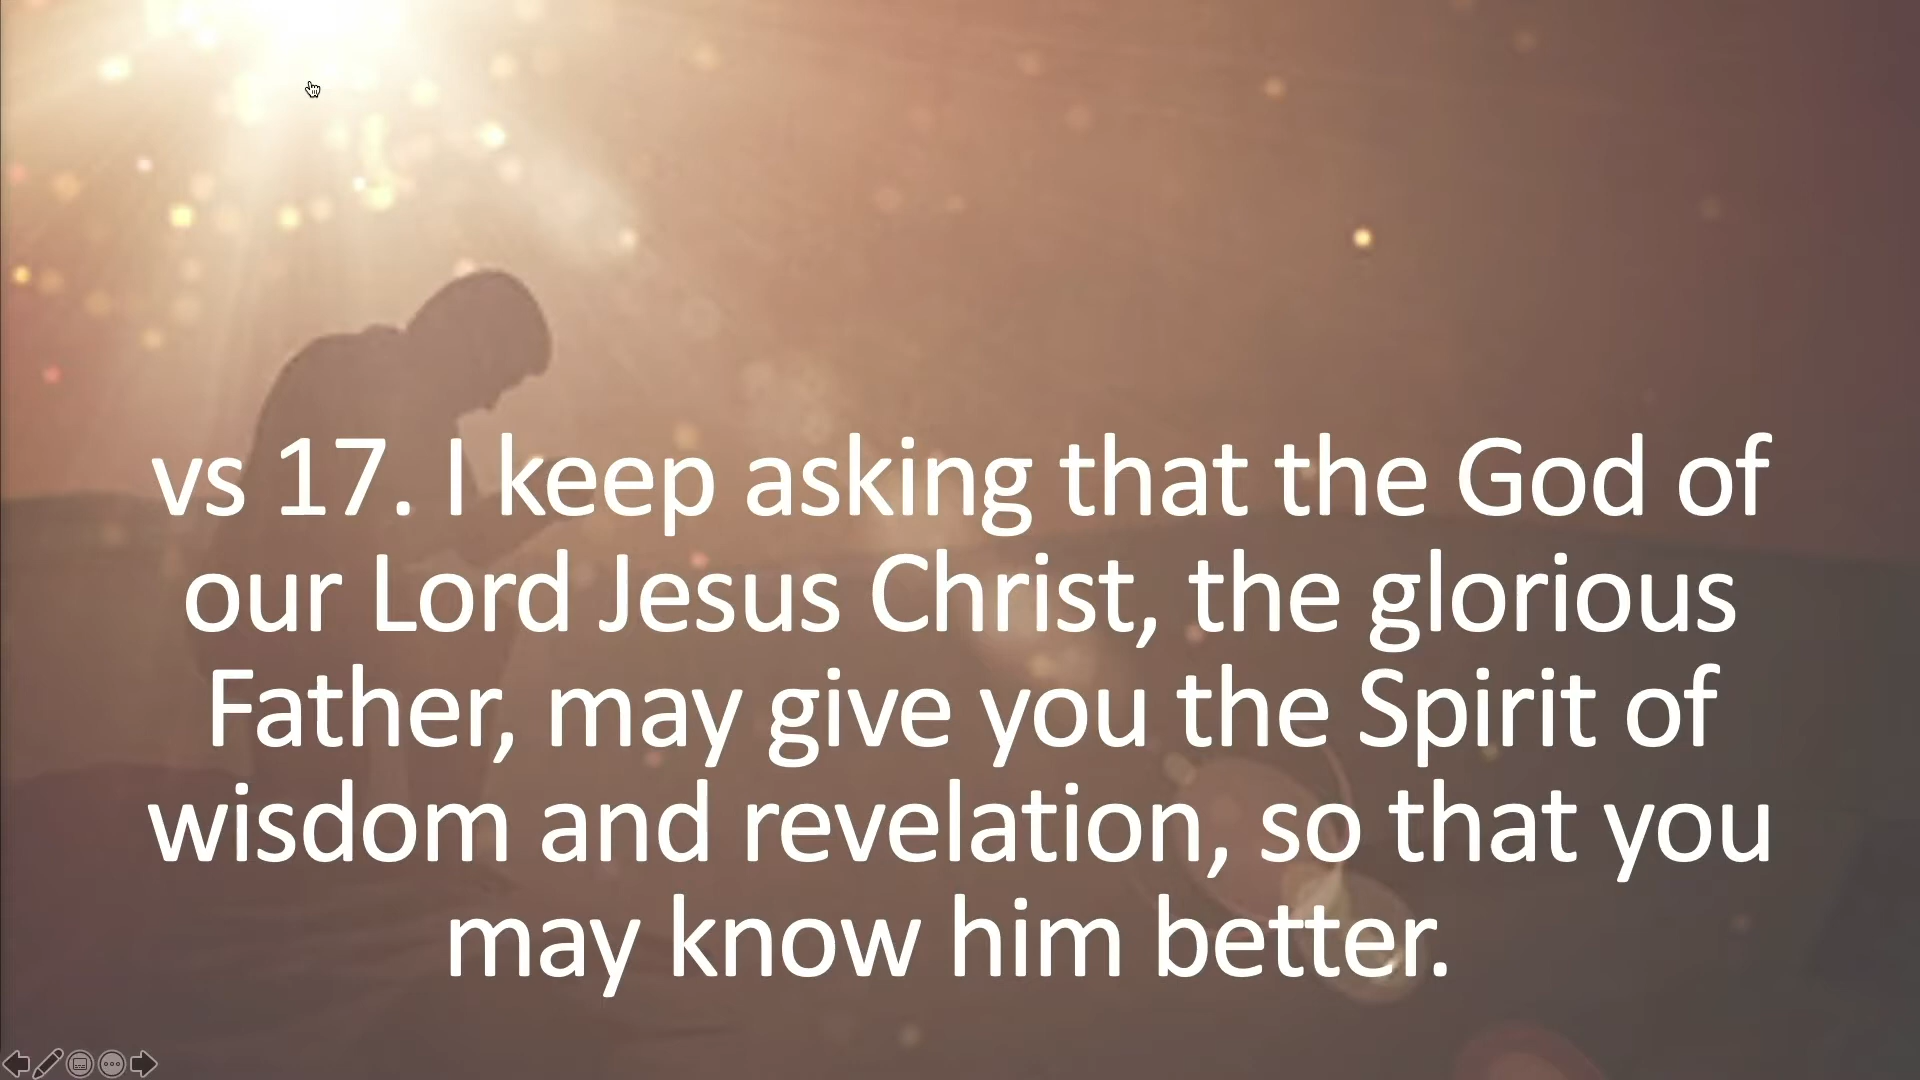 vs 17. I keep asking that the God of
our Lord Jesus Christ, the glorious
Father, may give you the Spirit of
wisdom and revelation, so that you
may know him better.